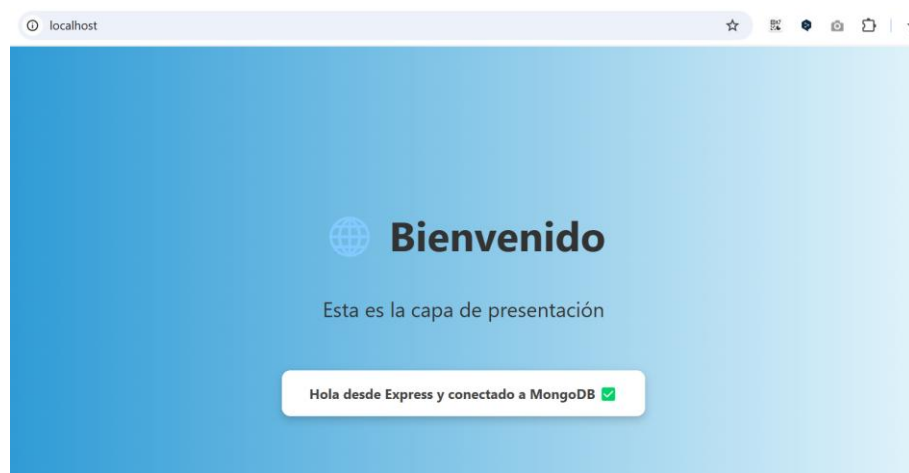 localhost
🌐 Bienvenido
Esta es la capa de presentación
Hola desde Express y conectado a MongoDB ✅